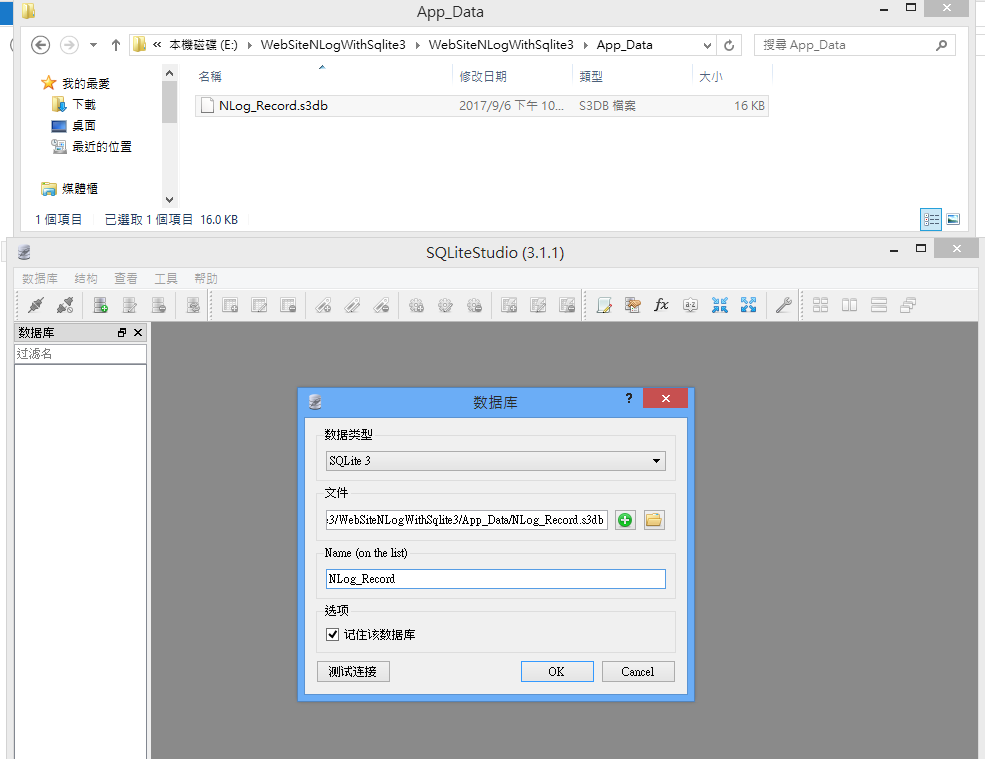 App_Data
« 本機磁碟 (E:) WebSiteNLogWithSqlite3 WebSiteNLogWithSqlite3 App_Data
搜尋 App_Data
我的最愛
下載
桌面
最近的位置
媒體櫃
名稱 修改日期 類型 大小
NLog_Record.s3db 2017/9/6 下午 10... S3DB 檔案 16 KB
1 個項目 已選取 1 個項目 16.0 KB
SQLiteStudio (3.1.1)
数据库 结构 查看 工具 帮助
数据库
过滤名
数据库
数据类型
SQLite 3
文件
3/WebSiteNLogWithSqlite3/App_Data/NLog_Record.s3db
Name (on the list)
NLog_Record
选项
记住该数据库
测试连接 OK Cancel